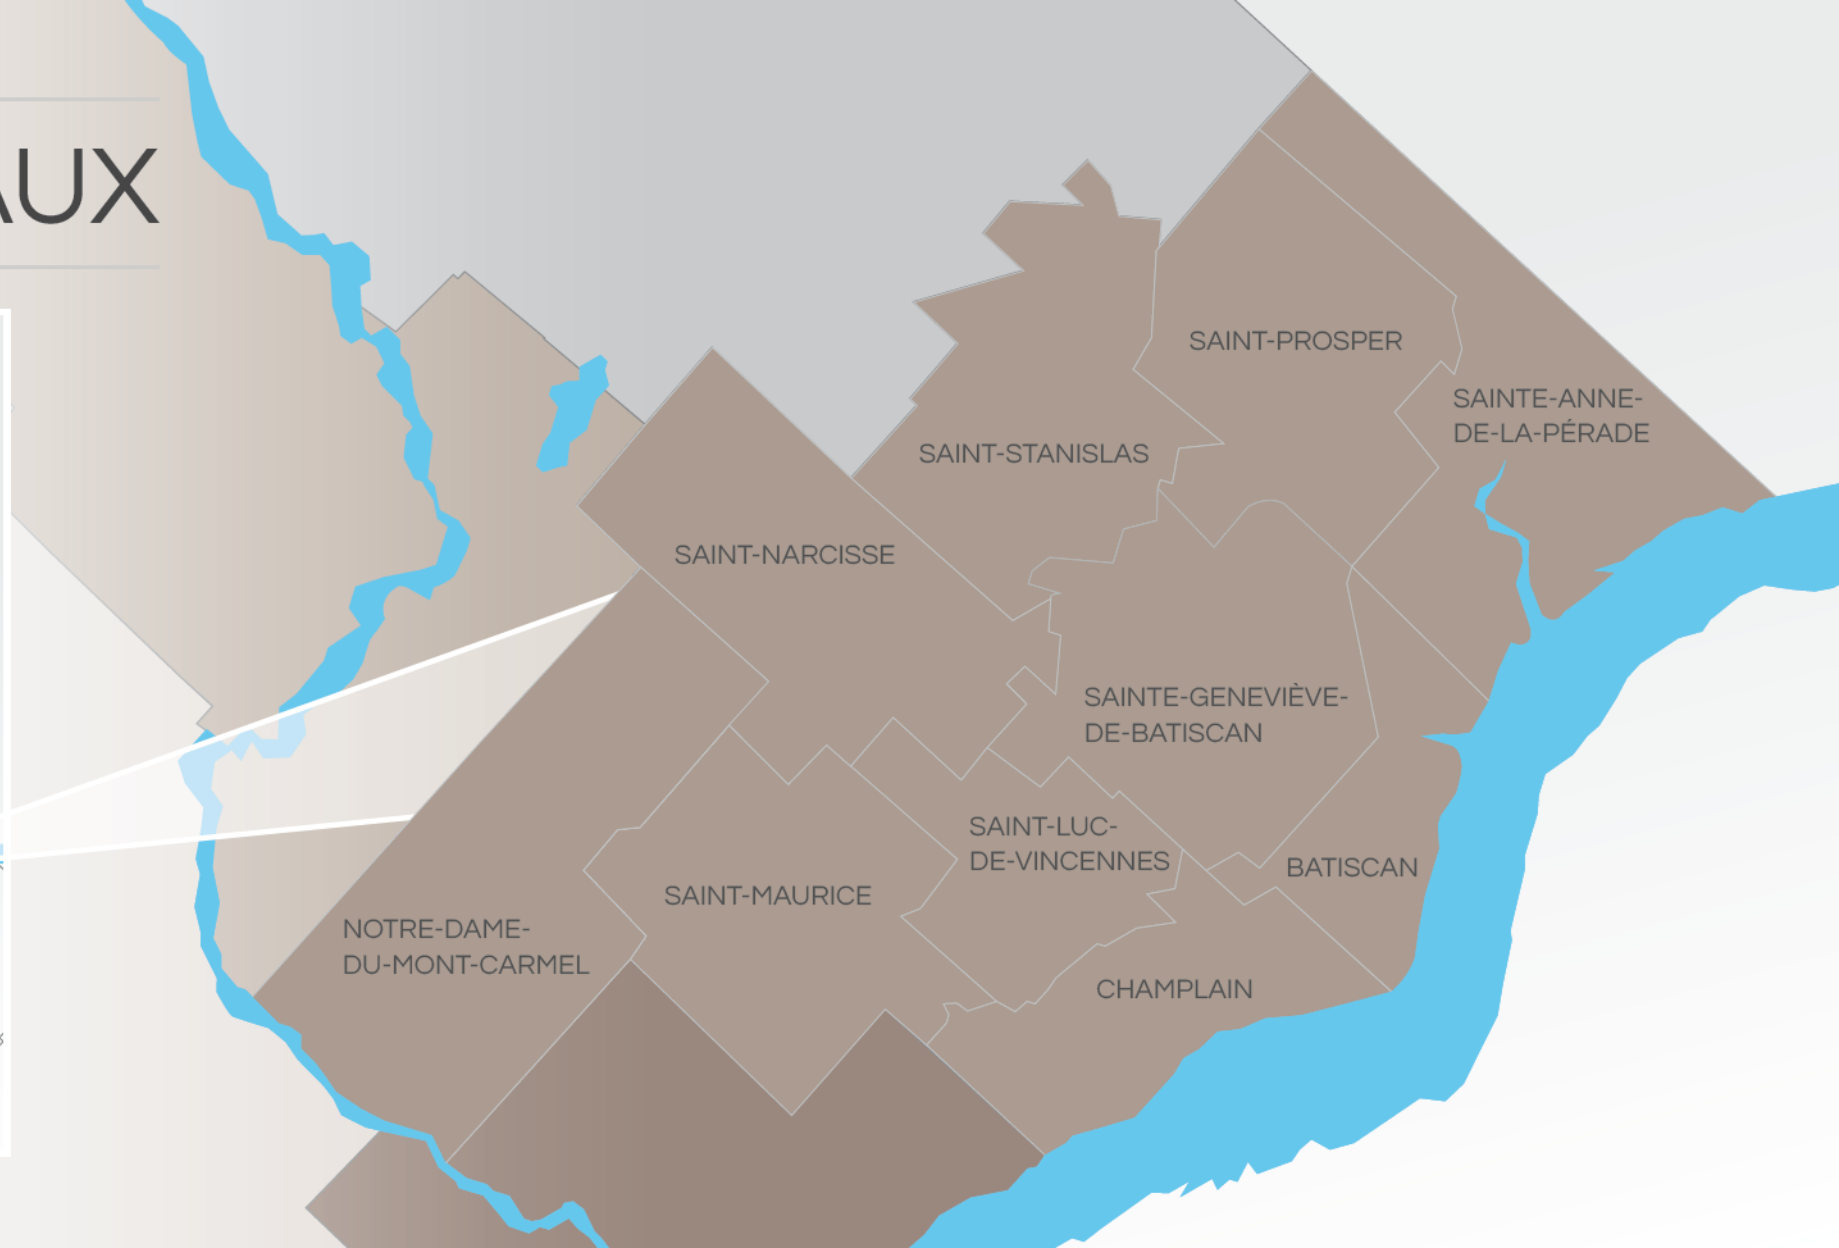 AUX
SAINT-PROSPER
SAINTE-ANNE-
DE-LA-PÉRADE
SAINT-STANISLAS
SAINT-NARCISSE
SAINTE-GENEVIÈVE-
DE-BATISCAN
SAINT-LUC-
DE-VINCENNES
BATISCAN
SAINT-MAURICE
NOTRE-DAME-
DU-MONT-CARMEL
CHAMPLAIN